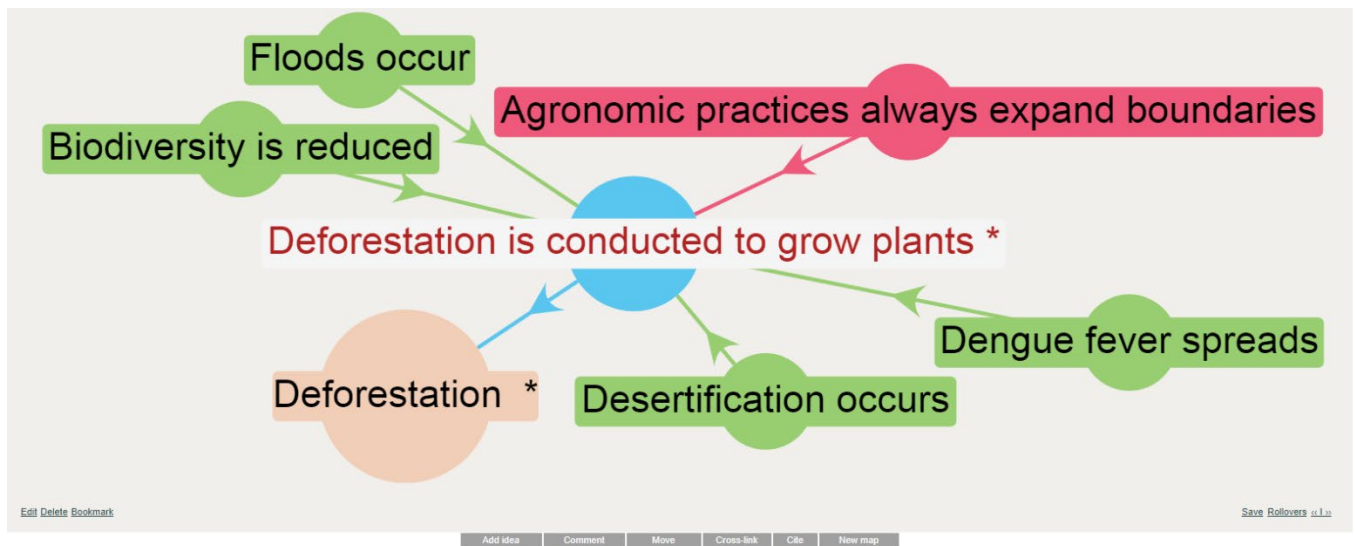 Floods occur
Agronomic practices always expand boundaries
Biodiversity is reduced
Deforestation is conducted to grow plants *
Dengue fever spreads
Deforestation *
Desertification occurs
Edit Delete Bookmark
Save Rollovers « I »
Add idea Comment Move Cross-link Cite New map